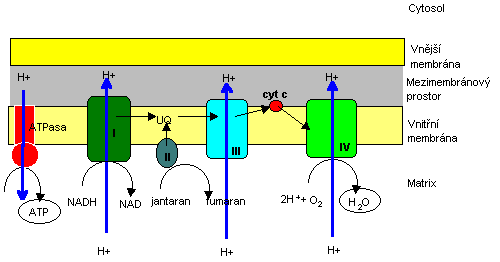 Cytosol
Vnější
membrána
H+ H+ H+ H+
Mezimembránový
prostor
cyt c
ATPasa
I
UQ
II
III
IV
Vnitřní
membrána
Matrix
ATP
NADH
NAD
jantaran
fumaran
2H⁺+ O₂
H₂O
H+ H+ H+